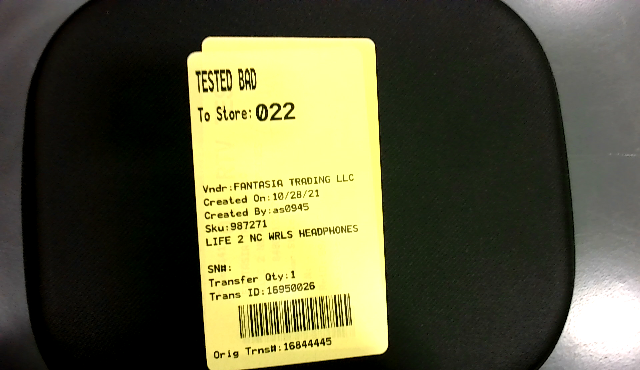 TESTED BAD
To Store:022
Vndr:FANTASIA TRADING LLC
Created On:10/28/21
Created By:as0945
Sku:987271
LIFE 2 NC WRLS HEADPHONES
SN#:
Transfer Qty:1
Trans ID:16950026
Orig Trns#:16844445